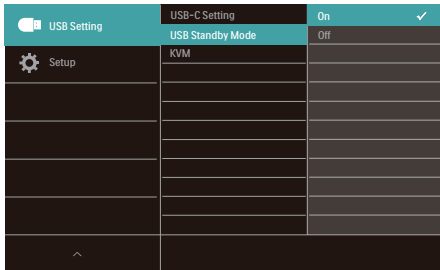 USB Setting
Setup
USB-C Setting
USB Standby Mode
KVM
On
Off